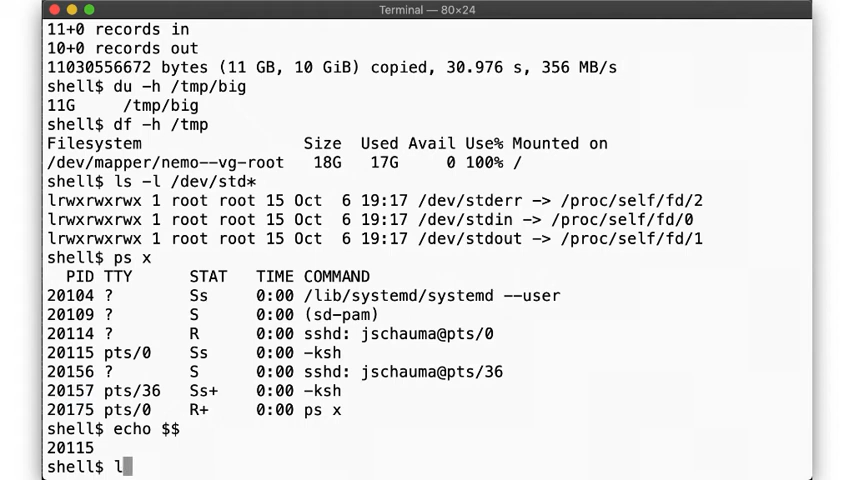 Terminal — 80×24
11+0 records in
10+0 records out
11030556672 bytes (11 GB, 10 GiB) copied, 30.976 s, 356 MB/s
shell$ du -h /tmp/big
11G     /tmp/big
shell$ df -h /tmp
Filesystem                 Size  Used Avail Use% Mounted on
/dev/mapper/nemo--vg-root   18G   17G     0 100% /
shell$ ls -l /dev/std*
lrwxrwxrwx 1 root root 15 Oct  6 19:17 /dev/stderr -> /proc/self/fd/2
lrwxrwxrwx 1 root root 15 Oct  6 19:17 /dev/stdin -> /proc/self/fd/0
lrwxrwxrwx 1 root root 15 Oct  6 19:17 /dev/stdout -> /proc/self/fd/1
shell$ ps x
  PID TTY      STAT   TIME COMMAND
20104 ?        Ss     0:00 /lib/systemd/systemd --user
20109 ?        S      0:00 (sd-pam)
20114 ?        R      0:00 sshd: jschauma@pts/0
20115 pts/0    Ss     0:00 -ksh
20156 ?        S      0:00 sshd: jschauma@pts/36
20157 pts/36   Ss+    0:00 -ksh
20175 pts/0    R+     0:00 ps x
shell$ echo $$
20115
shell$ l